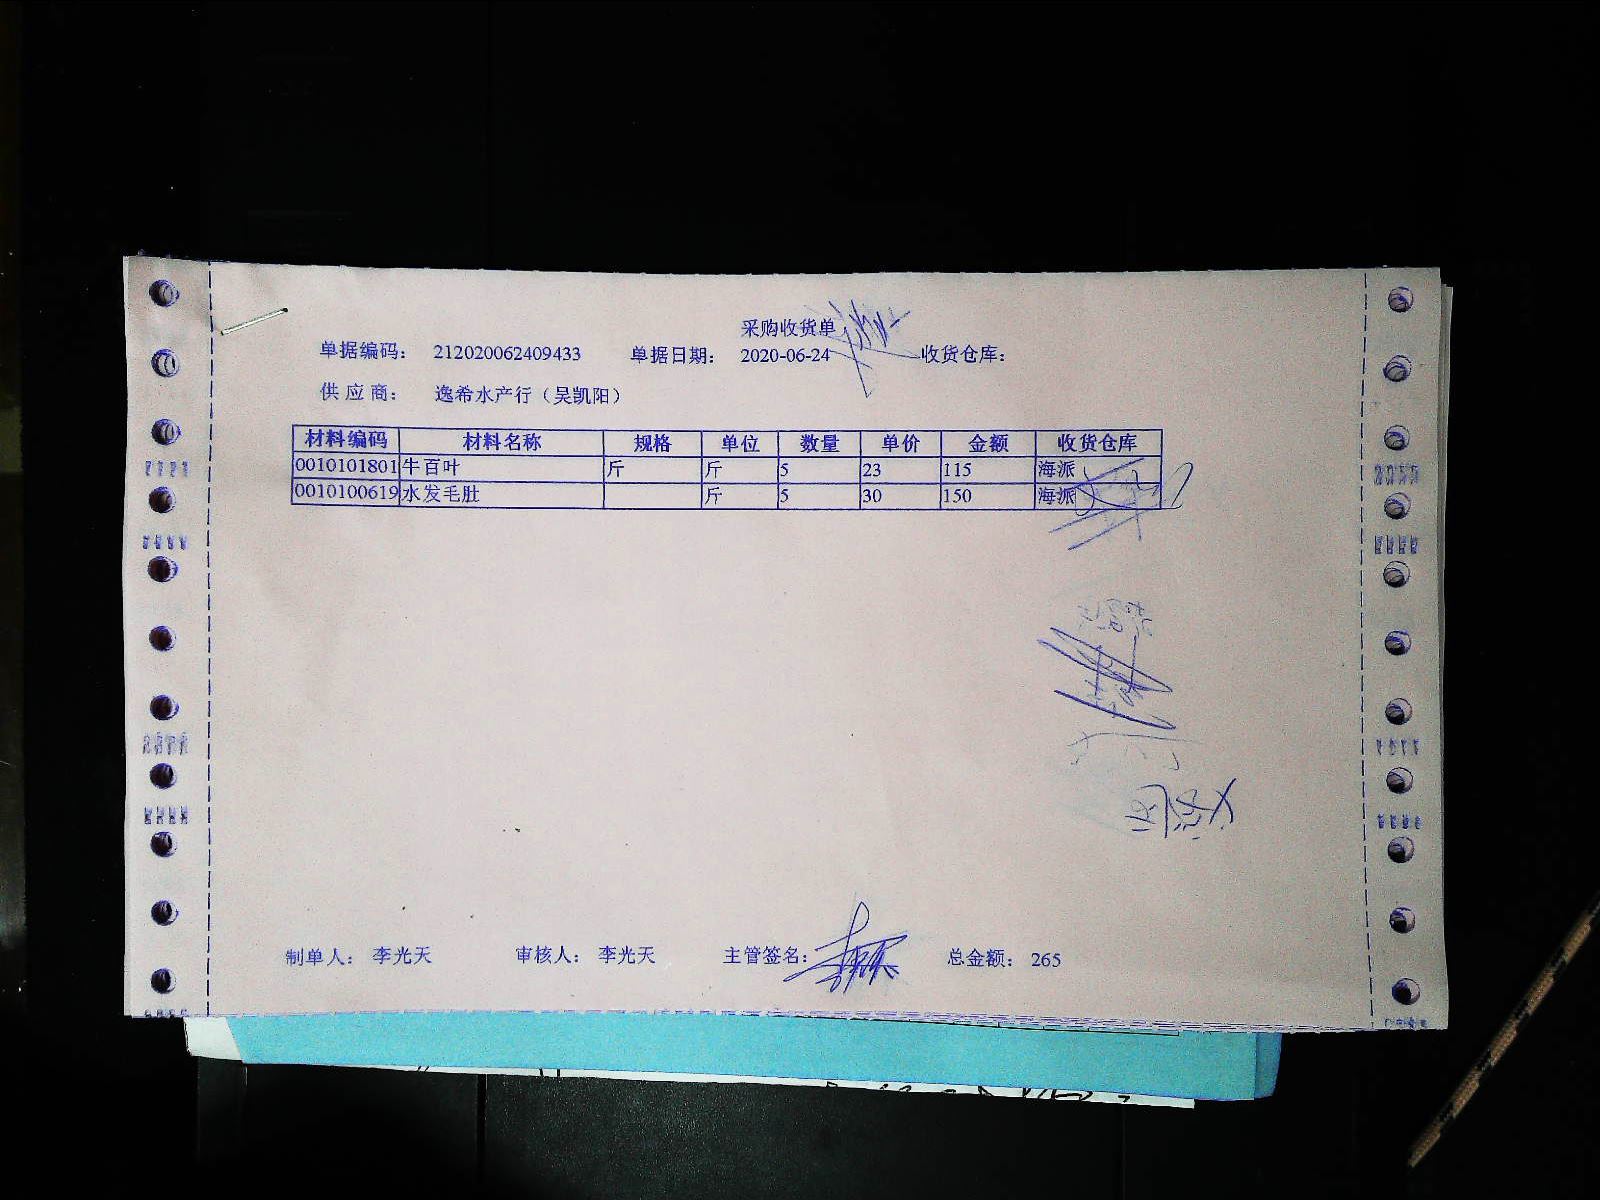 采购收货单
单据编码： 212020062409433 单据日期： 2020-06-24 收货仓库：
供应商： 逸希水产行（吴凯阳）
材料编码 材料名称 规格 单位 数量 单价 金额 收货仓库
0010101801 牛百叶 斤 斤 5 23 115 海派
0010100619 水发毛肚 斤 5 30 150 海派
制单人： 李光天 审核人： 李光天 主管签名： 总金额： 265